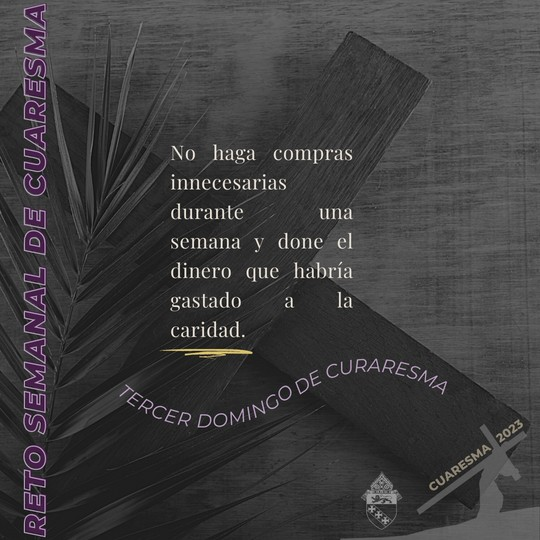 RETO SEMANAL DE CUARESMA
No haga compras
innecesarias
durante una
semana y done el
dinero que habría
gastado a la
caridad.
TERCER DOMINGO DE CURARESMA
CUARESMA 2023